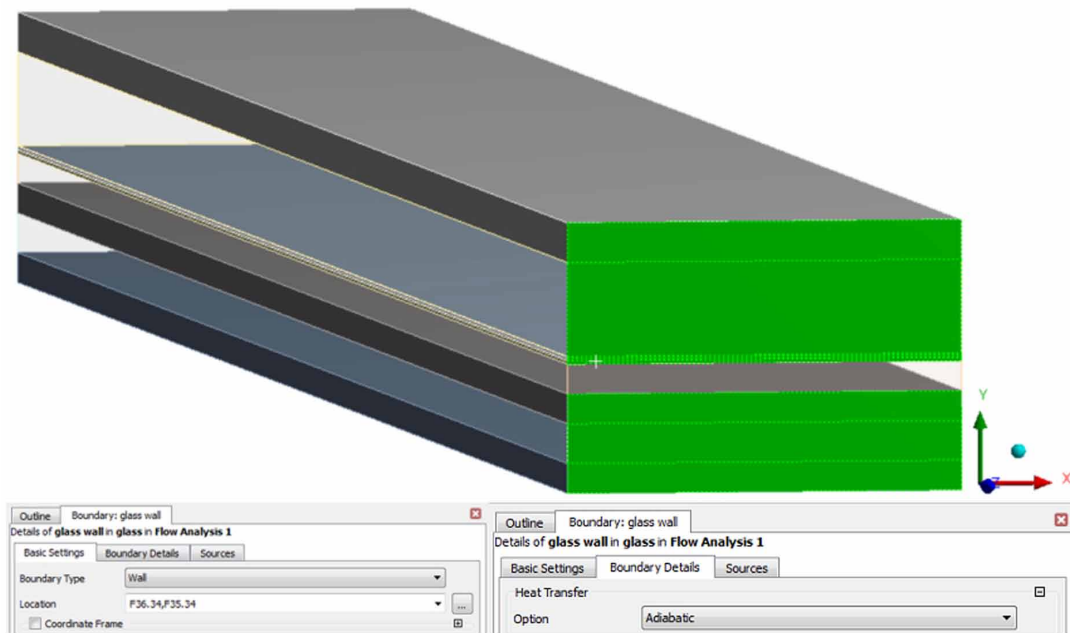 Y
X
Z
Outline Boundary: glass wall
Details of glass wall in glass in Flow Analysis 1
Basic Settings Boundary Details Sources
Boundary Type Wall
Location F36.34,F35.34 ...
Coordinate Frame
Outline Boundary: glass wall
Details of glass wall in glass in Flow Analysis 1
Basic Settings Boundary Details Sources
Heat Transfer
Option Adiabatic